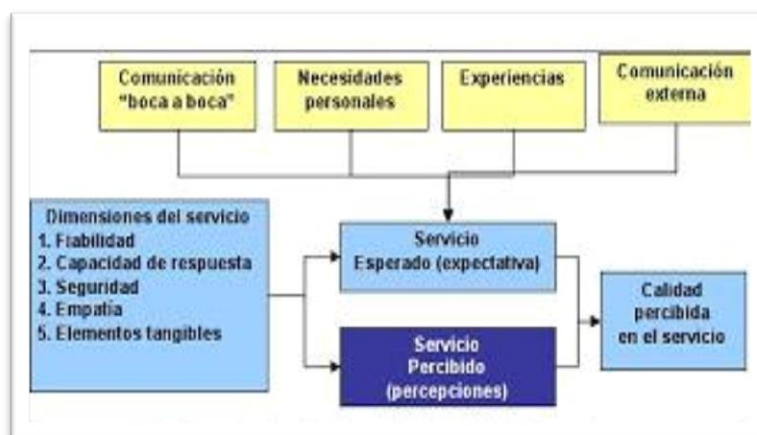 Comunicación
“boca a boca”
Necesidades
personales
Experiencias
Comunicación
externa
Dimensiones del servicio
1. Fiabilidad
2. Capacidad de respuesta
3. Seguridad
4. Empatía
5. Elementos tangibles
Servicio
Esperado (expectativa)
Servicio
Percibido
(percepciones)
Calidad
percibida
en el servicio